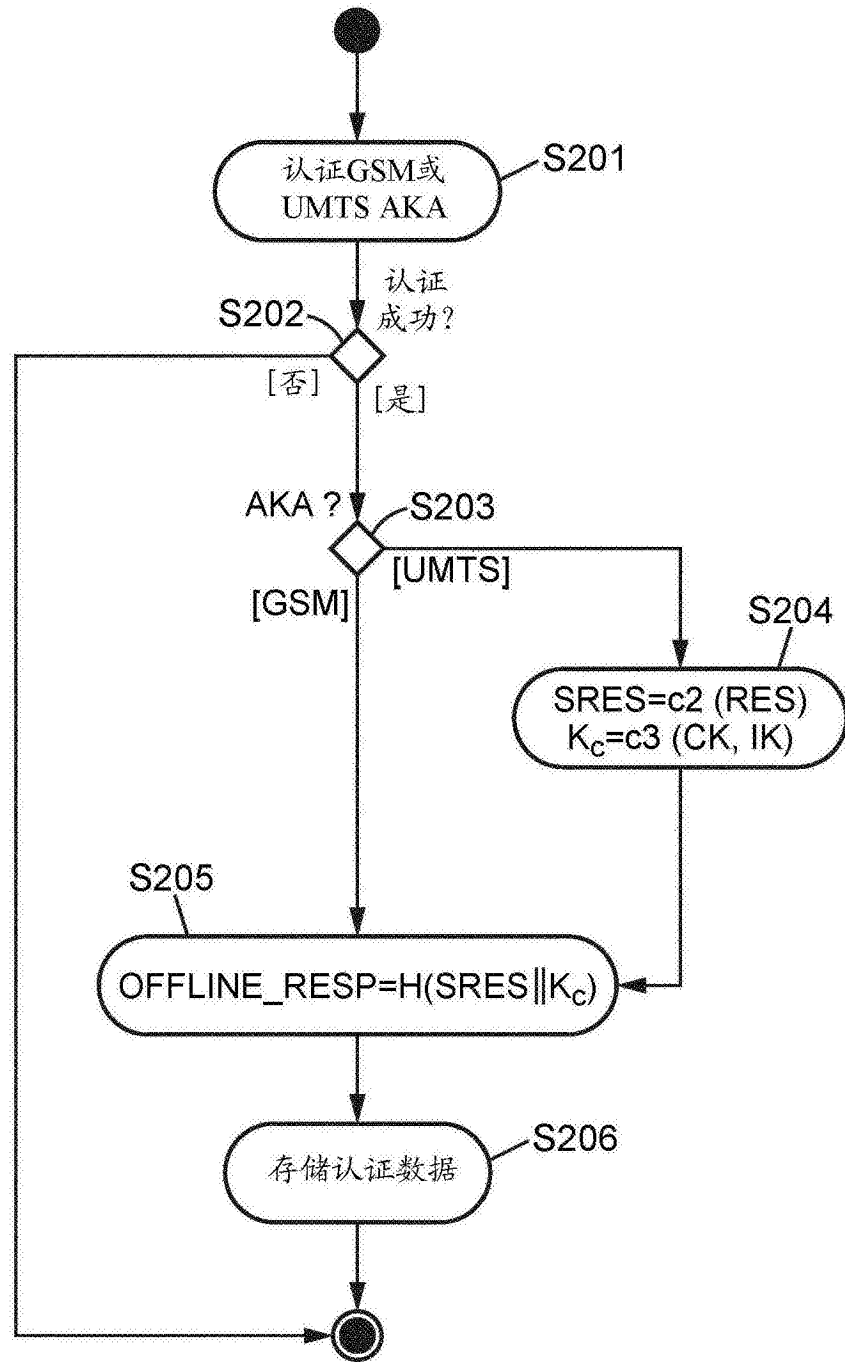 认证GSM或
UMTS AKA
S201
认证
成功?
S202
[否]
[是]
AKA ?
S203
[UMTS]
[GSM]
S204
SRES=c2 (RES)
Kc=c3 (CK, IK)
S205
OFFLINE_RESP=H(SRES||Kc)
S206
存储认证数据